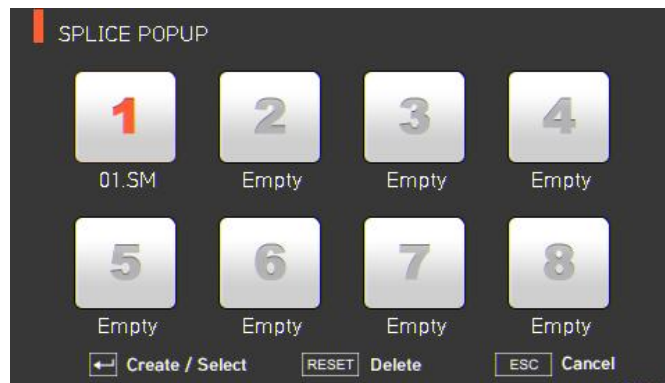 SPLICE POPUP
1 2 3 4
01.SM Empty Empty Empty
5 6 7 8
Empty Empty Empty Empty
Create / Select RESET Delete ESC Cancel